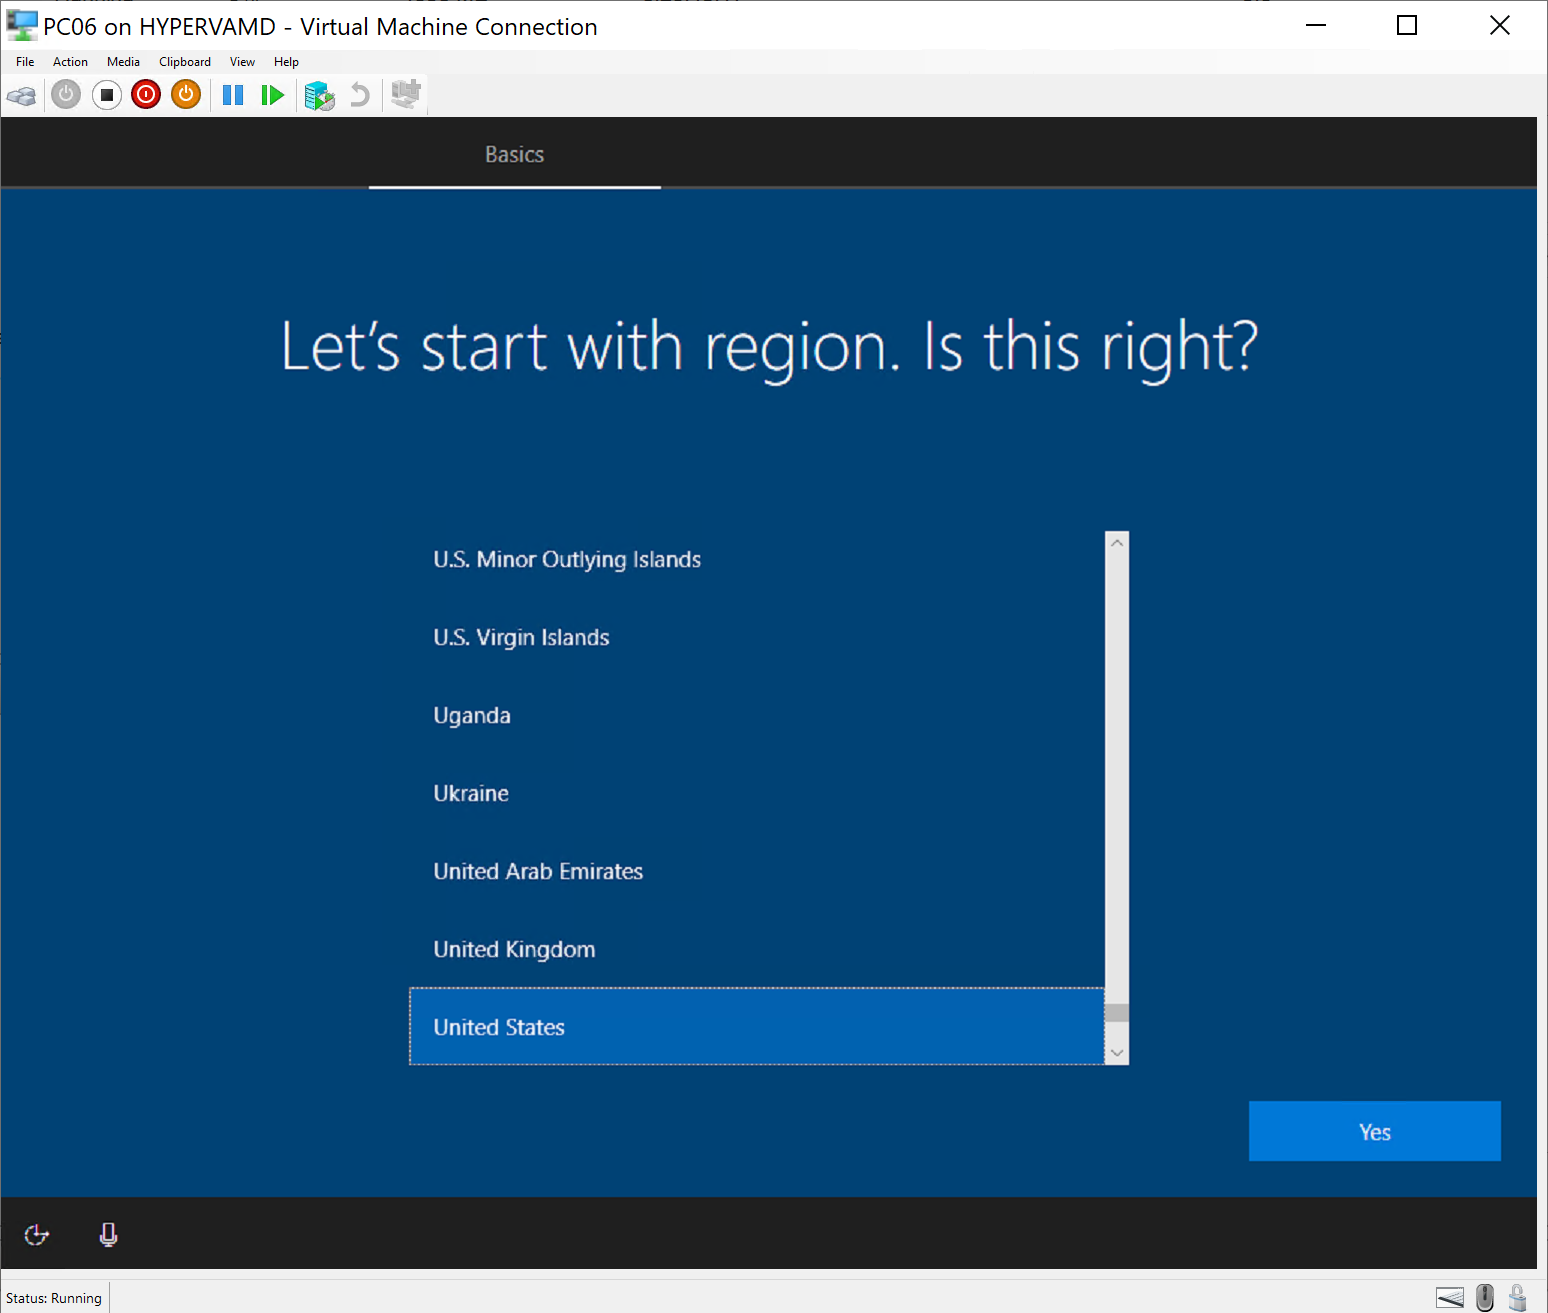 PC06 on HYPERVAMD - Virtual Machine Connection
File Action Media Clipboard View Help
Basics
Let's start with region. Is this right?
U.S. Minor Outlying Islands
U.S. Virgin Islands
Uganda
Ukraine
United Arab Emirates
United Kingdom
United States
Yes
Status: Running